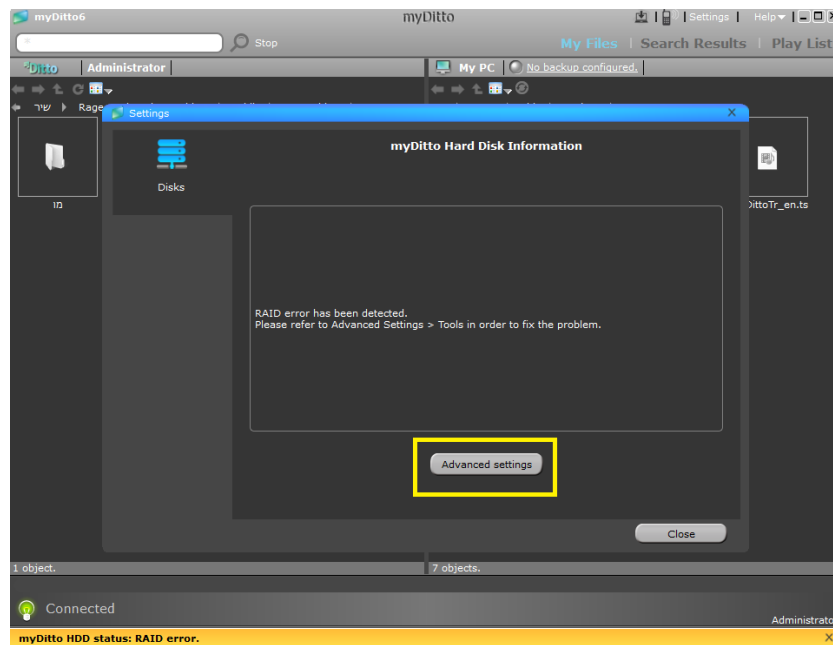 myDitto6
myDitto
Settings
Help
Stop
My Files
Search Results
Play List
Ditto
Administrator
My PC
No backup configured.
שיר
Rage
Settings
X
Disks
myDitto Hard Disk Information
מו
DittoTr_en.ts
RAID error has been detected.
Please refer to Advanced Settings > Tools in order to fix the problem.
Advanced settings
Close
1 object.
7 objects.
Connected
Administrato
myDitto HDD status: RAID error.
X